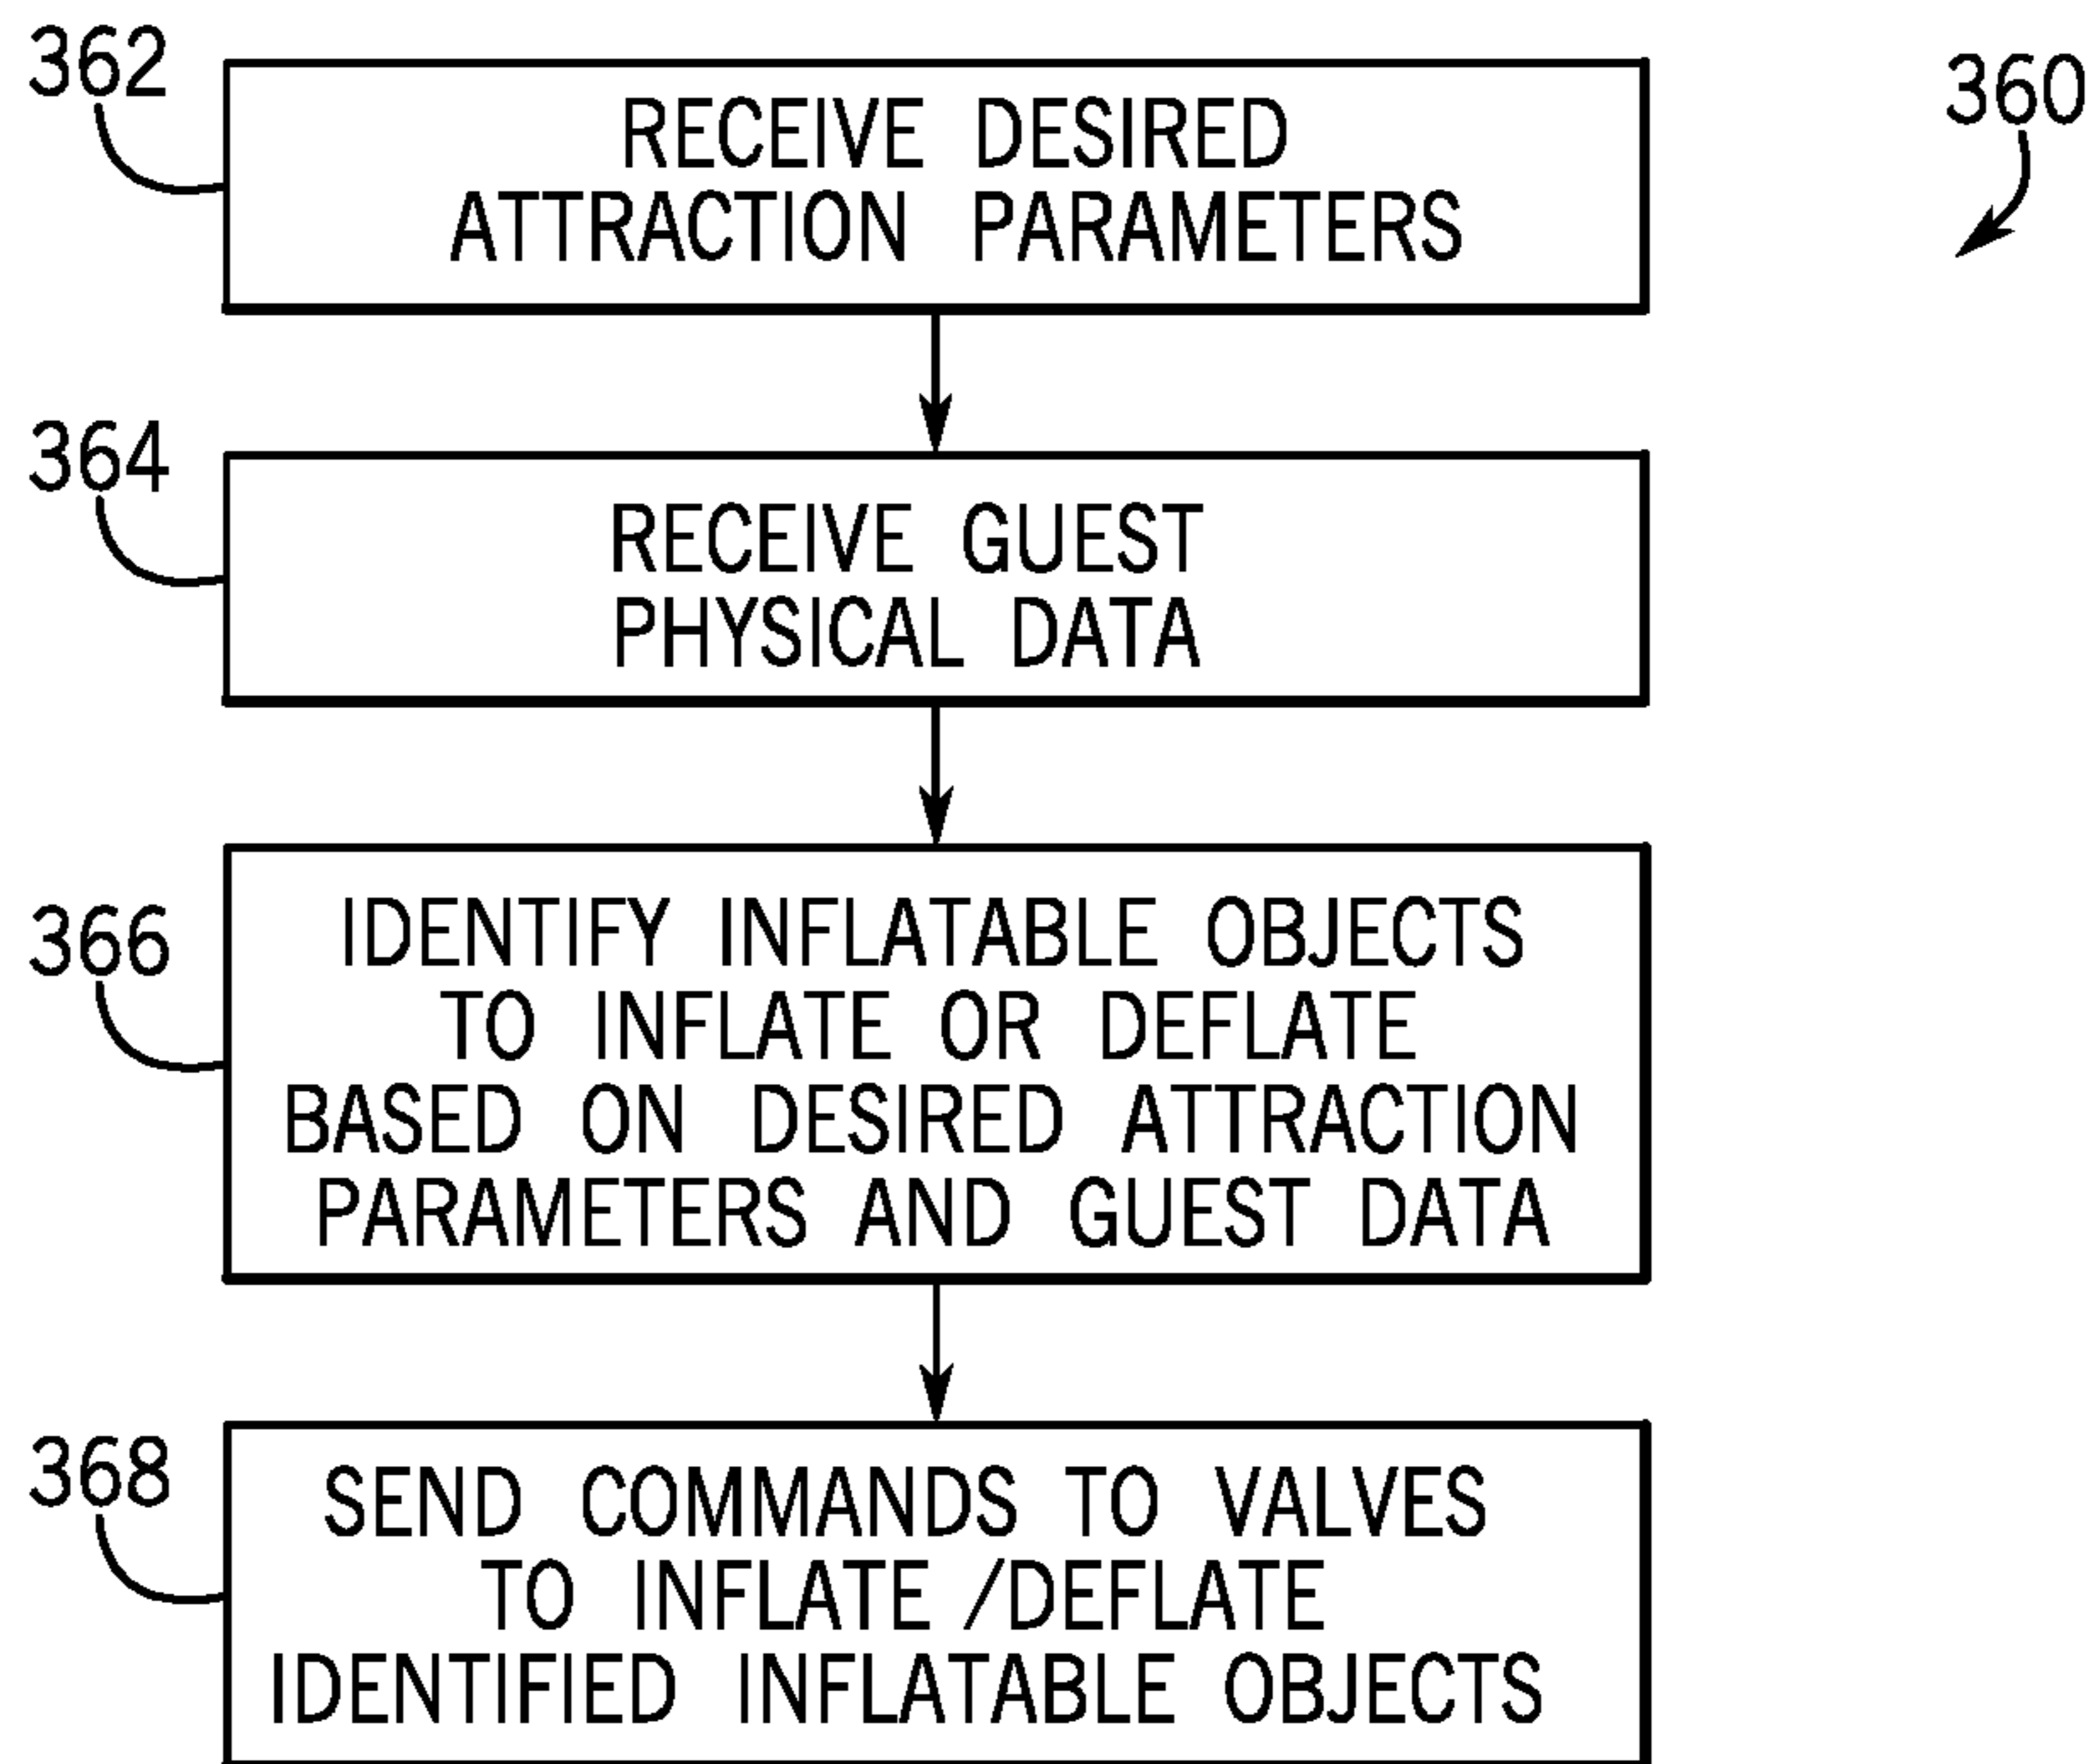 362
360
RECEIVE DESIRED
ATTRACTION PARAMETERS
364
RECEIVE GUEST
PHYSICAL DATA
366
IDENTIFY INFLATABLE OBJECTS
TO INFLATE OR DEFLATE
BASED ON DESIRED ATTRACTION
PARAMETERS AND GUEST DATA
368
SEND COMMANDS TO VALVES
TO INFLATE /DEFLATE
IDENTIFIED INFLATABLE OBJECTS